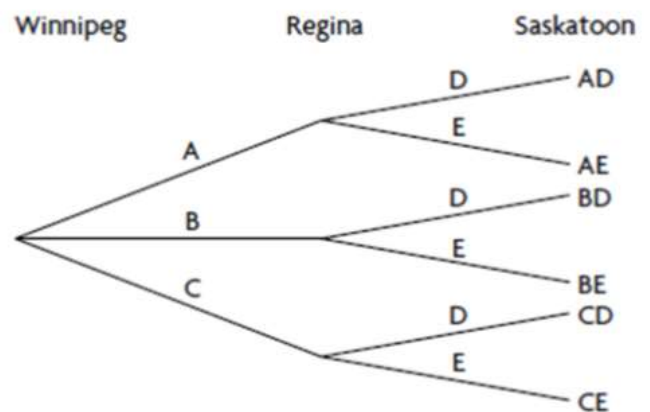 Winnipeg Regina Saskatoon
D AD
A E AE
B D BD
E BE
C D CD
E CE